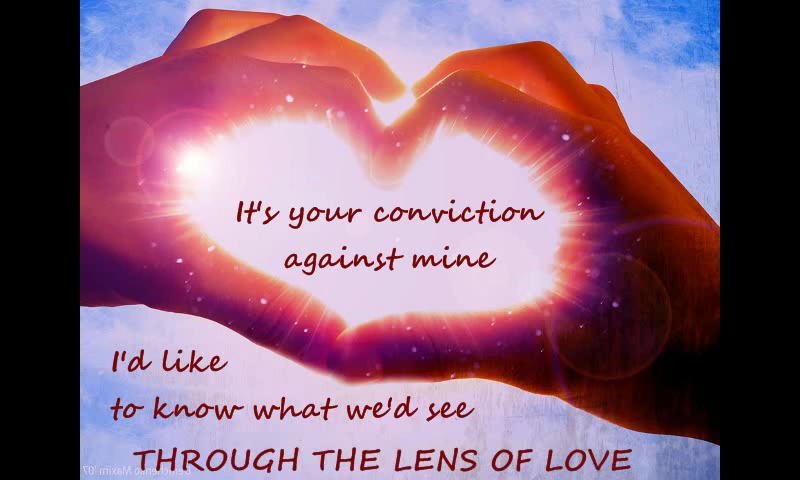 It's your conviction
against mine
I'd like
to know what we'd see
THROUGH THE LENS OF LOVE